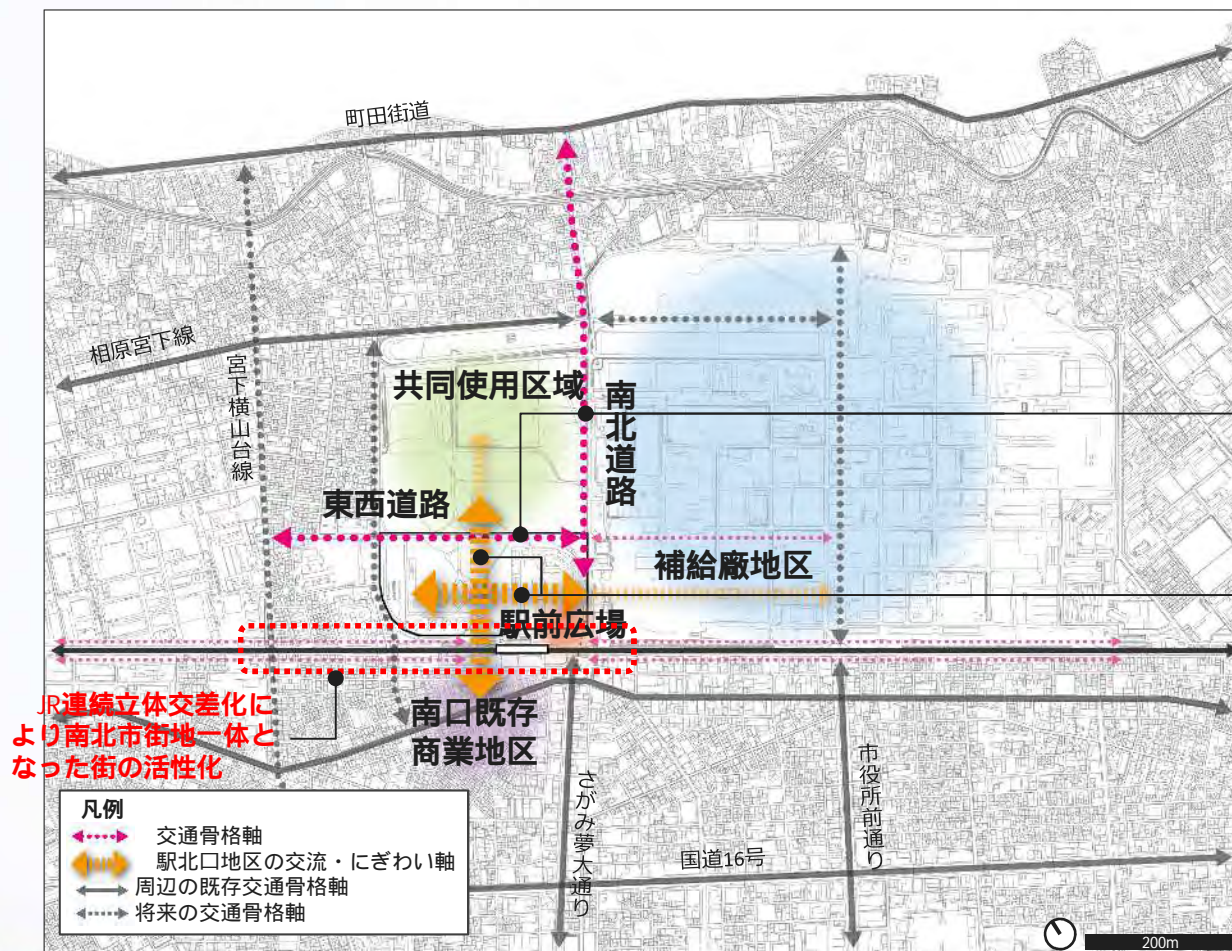 町田街道
相原宮下線
宮下横山台線
共同使用区域
南北道路
東西道路
補給廠地区
駅前広場
JR連続立体交差化に
より南北市街地一体と
なった街の活性化
南口既存
商業地区
さがみ夢大通り
市役所前通り
国道16号
凡例
交通骨格軸
駅北口地区の交流・にぎわい軸
周辺の既存交通骨格軸
将来の交通骨格軸
200m